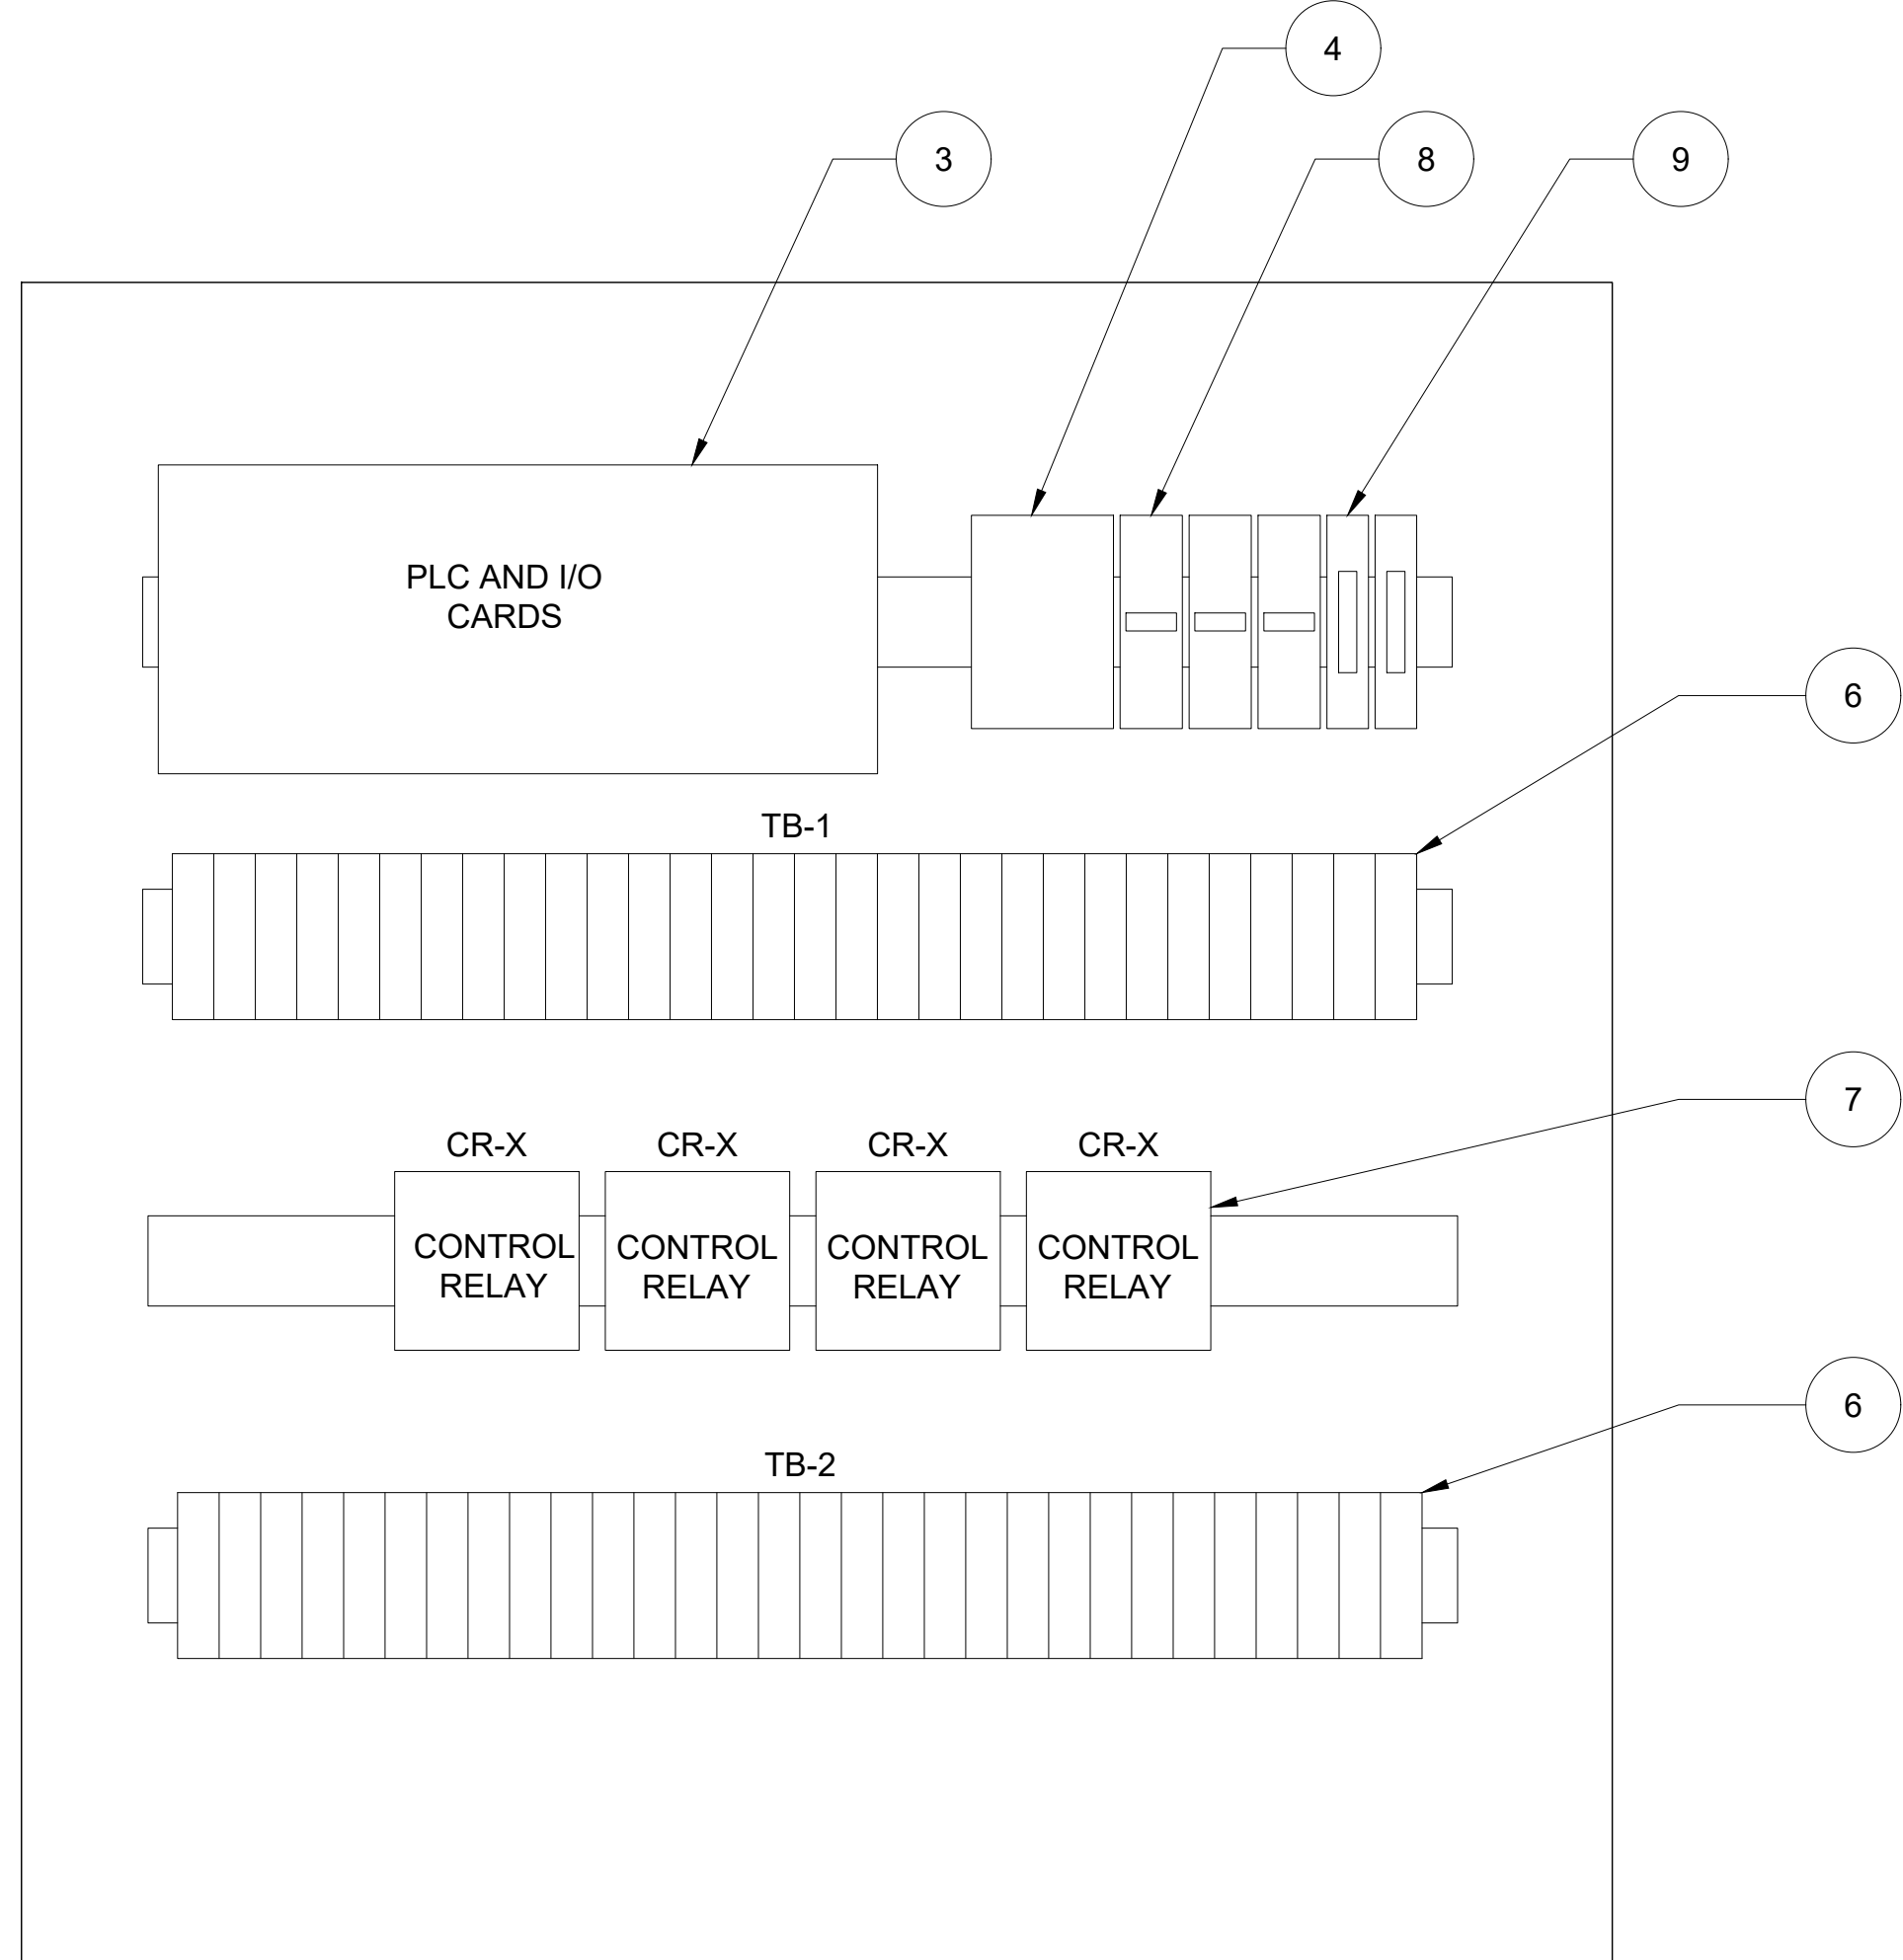 4
3
8
9
PLC AND I/O
CARDS
6
TB-1
7
CR-X
CR-X
CR-X
CR-X
CONTROL
RELAY
CONTROL
RELAY
CONTROL
RELAY
CONTROL
RELAY
6
TB-2